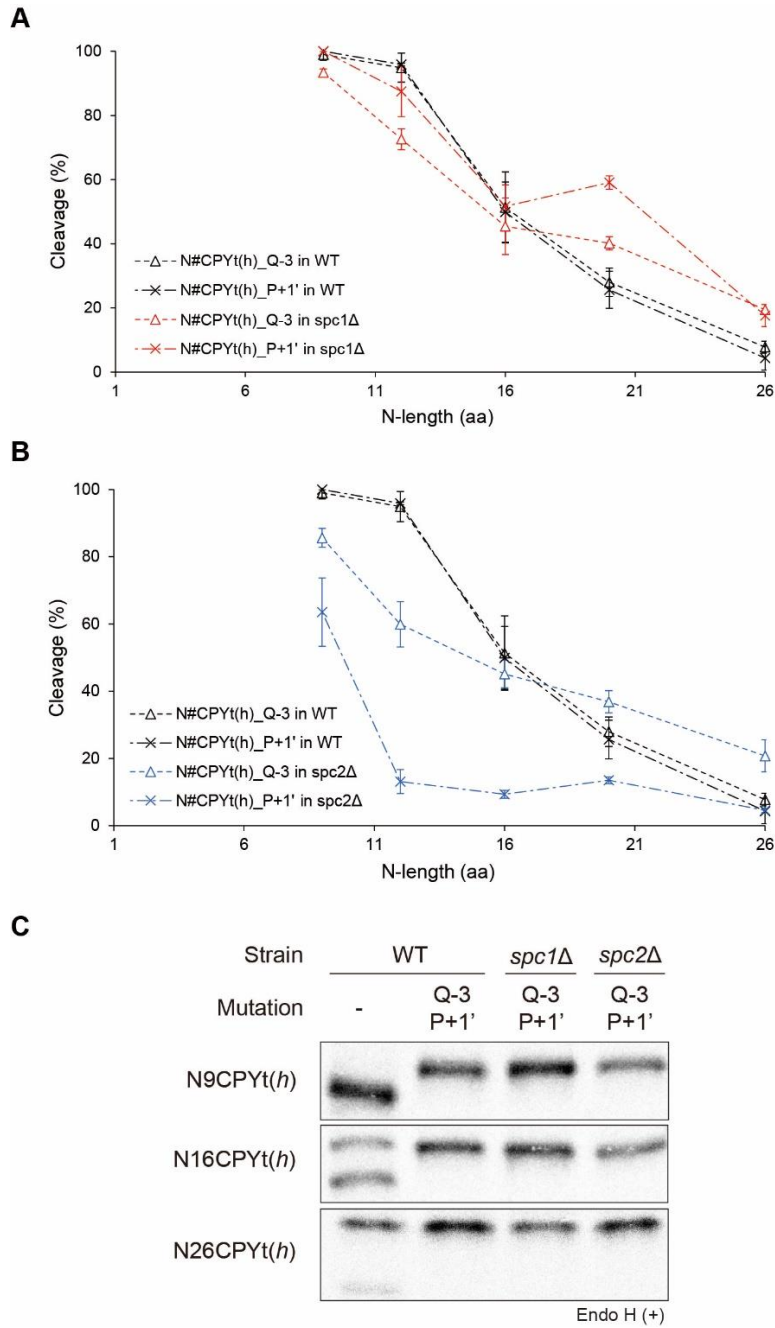 A
100
80
60
40
20
0
Cleavage (%)
N#CPYt(h)_Q-3 in WT
N#CPYt(h)_P+1' in WT
N#CPYt(h)_Q-3 in spc1Δ
N#CPYt(h)_P+1' in spc1Δ
1 6 11 16 21 26
N-length (aa)
B
100
80
60
40
20
0
Cleavage (%)
N#CPYt(h)_Q-3 in WT
N#CPYt(h)_P+1' in WT
N#CPYt(h)_Q-3 in spc2Δ
N#CPYt(h)_P+1' in spc2Δ
1 6 11 16 21 26
N-length (aa)
C
Strain WT spc1Δ spc2Δ
Mutation - Q-3 Q-3 Q-3
P+1' P+1' P+1'
N9CPYt(h)
N16CPYt(h)
N26CPYt(h)
Endo H (+)